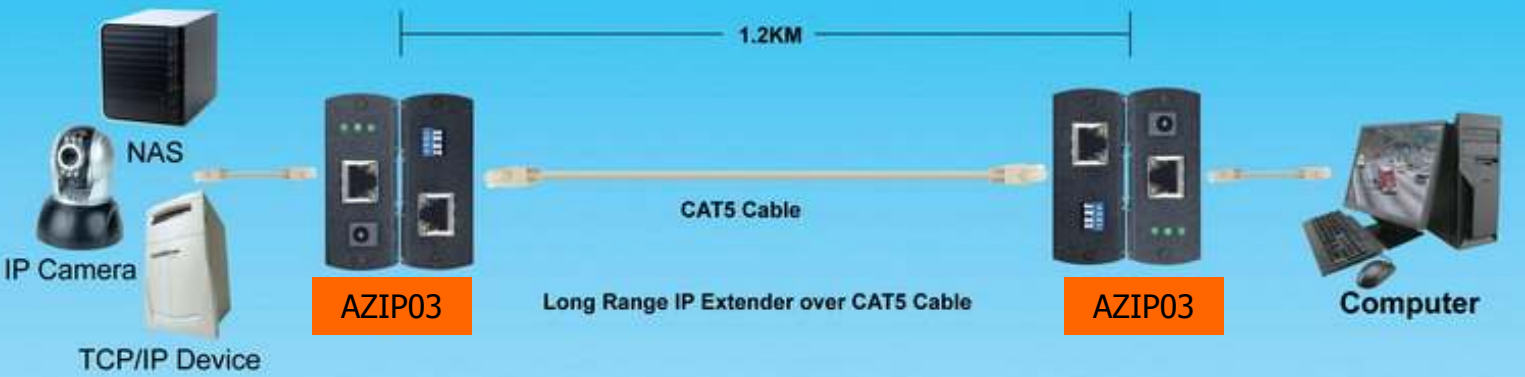 1.2KM
NAS
IP Camera
TCP/IP Device
CAT5 Cable
AZIP03
Long Range IP Extender over CAT5 Cable
AZIP03
Computer